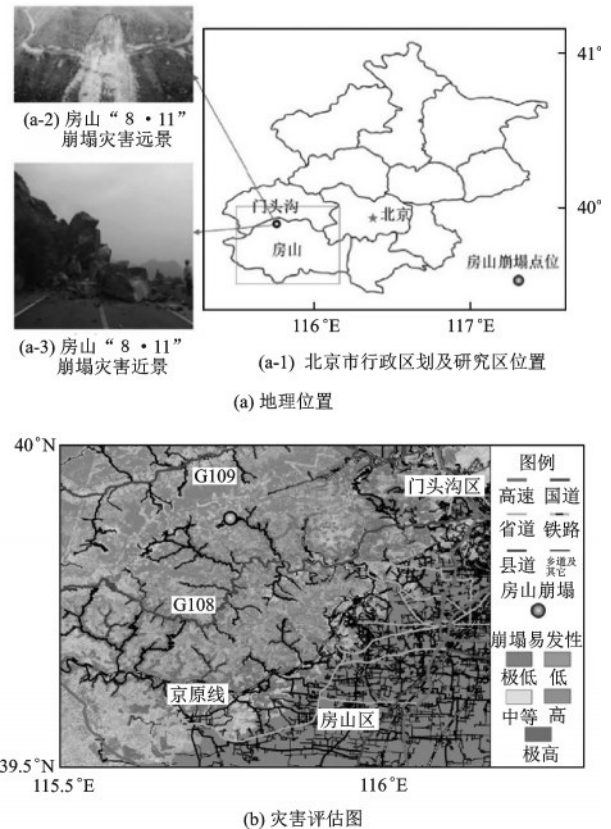 (a-2) 房山“8·11”
崩塌灾害远景
(a-3) 房山“8·11”
崩塌灾害近景
41°
40°
门头沟
★北京
房山
房山崩塌点位
116°E
117°E
(a-1) 北京市行政区划及研究区位置
(a) 地理位置
40°N
G109
门头沟区
G108
京原线
房山区
39.5°N
115.5°E
116°E
图例
高速 国道
省道 铁路
县道 乡道及
其它
房山崩塌
崩塌易发性
极低 低
中等 高
极高
(b) 灾害评估图